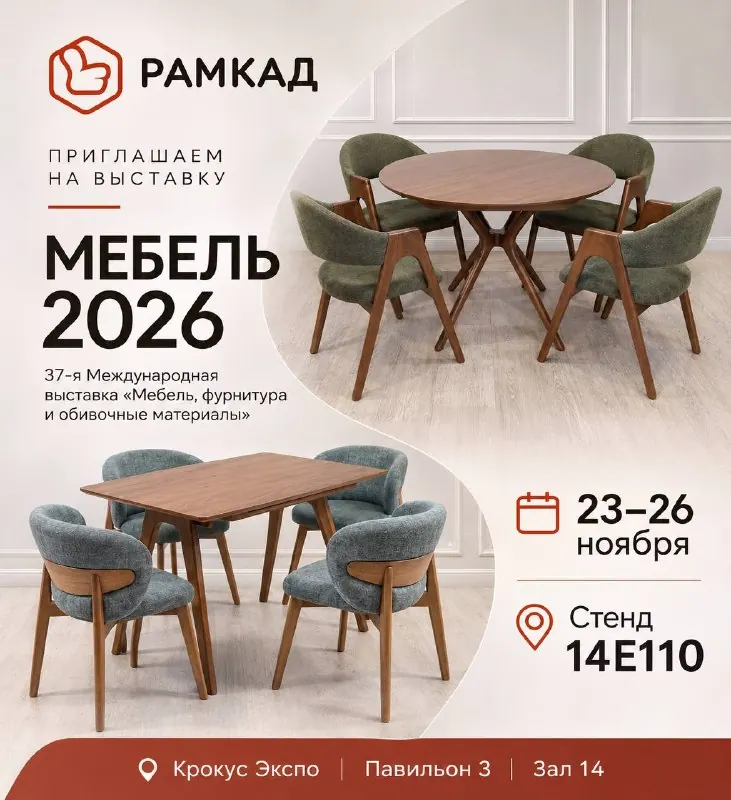 РАМКАД
ПРИГЛАШАЕМ
НА ВЫСТАВКУ
МЕБЕЛЬ
2026
37-я Международная
выставка «Мебель, фурнитура
и обивочные материалы»
23–26
ноября
Стенд
14E110
Крокус Экспо | Павильон 3 | Зал 14